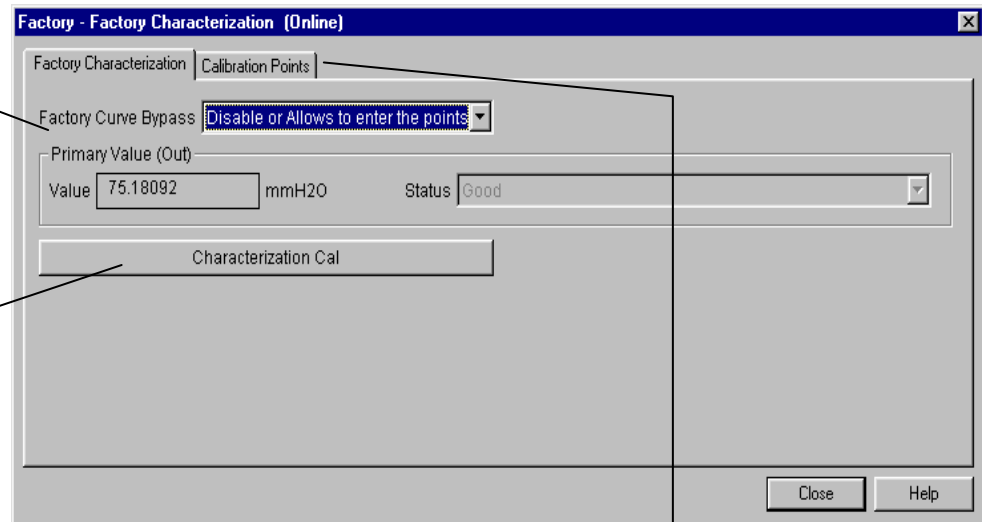 Factory - Factory Characterization (Online)
Factory Characterization Calibration Points
Factory Curve Bypass Disable or Allows to enter the points
Primary Value (Out)
Value 75.18092 mmH2O Status Good
Characterization Cal
Close Help